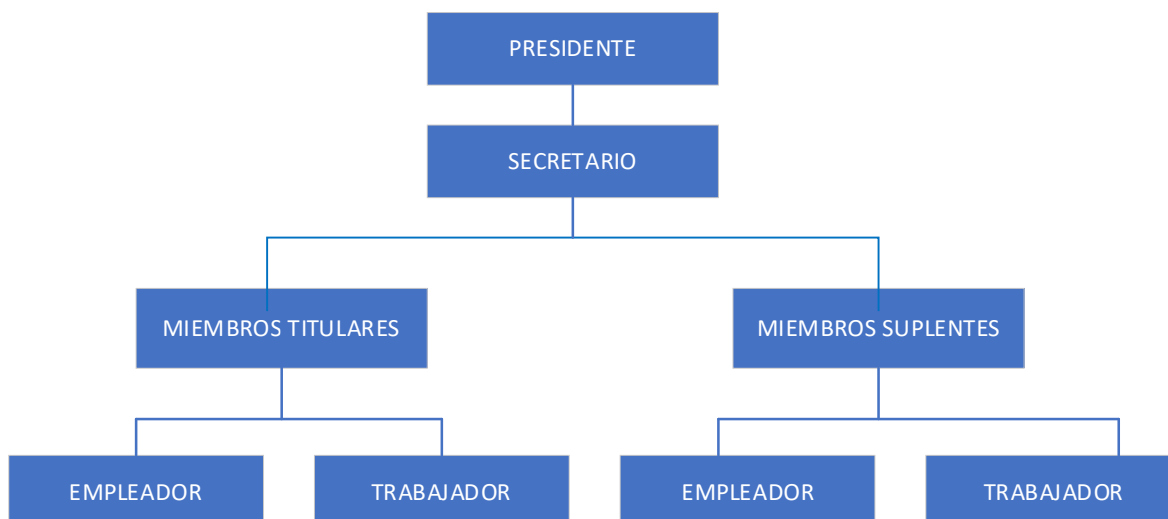 PRESIDENTE
SECRETARIO
MIEMBROS TITULARES
MIEMBROS SUPLENTES
EMPLEADOR
TRABAJADOR
EMPLEADOR
TRABAJADOR